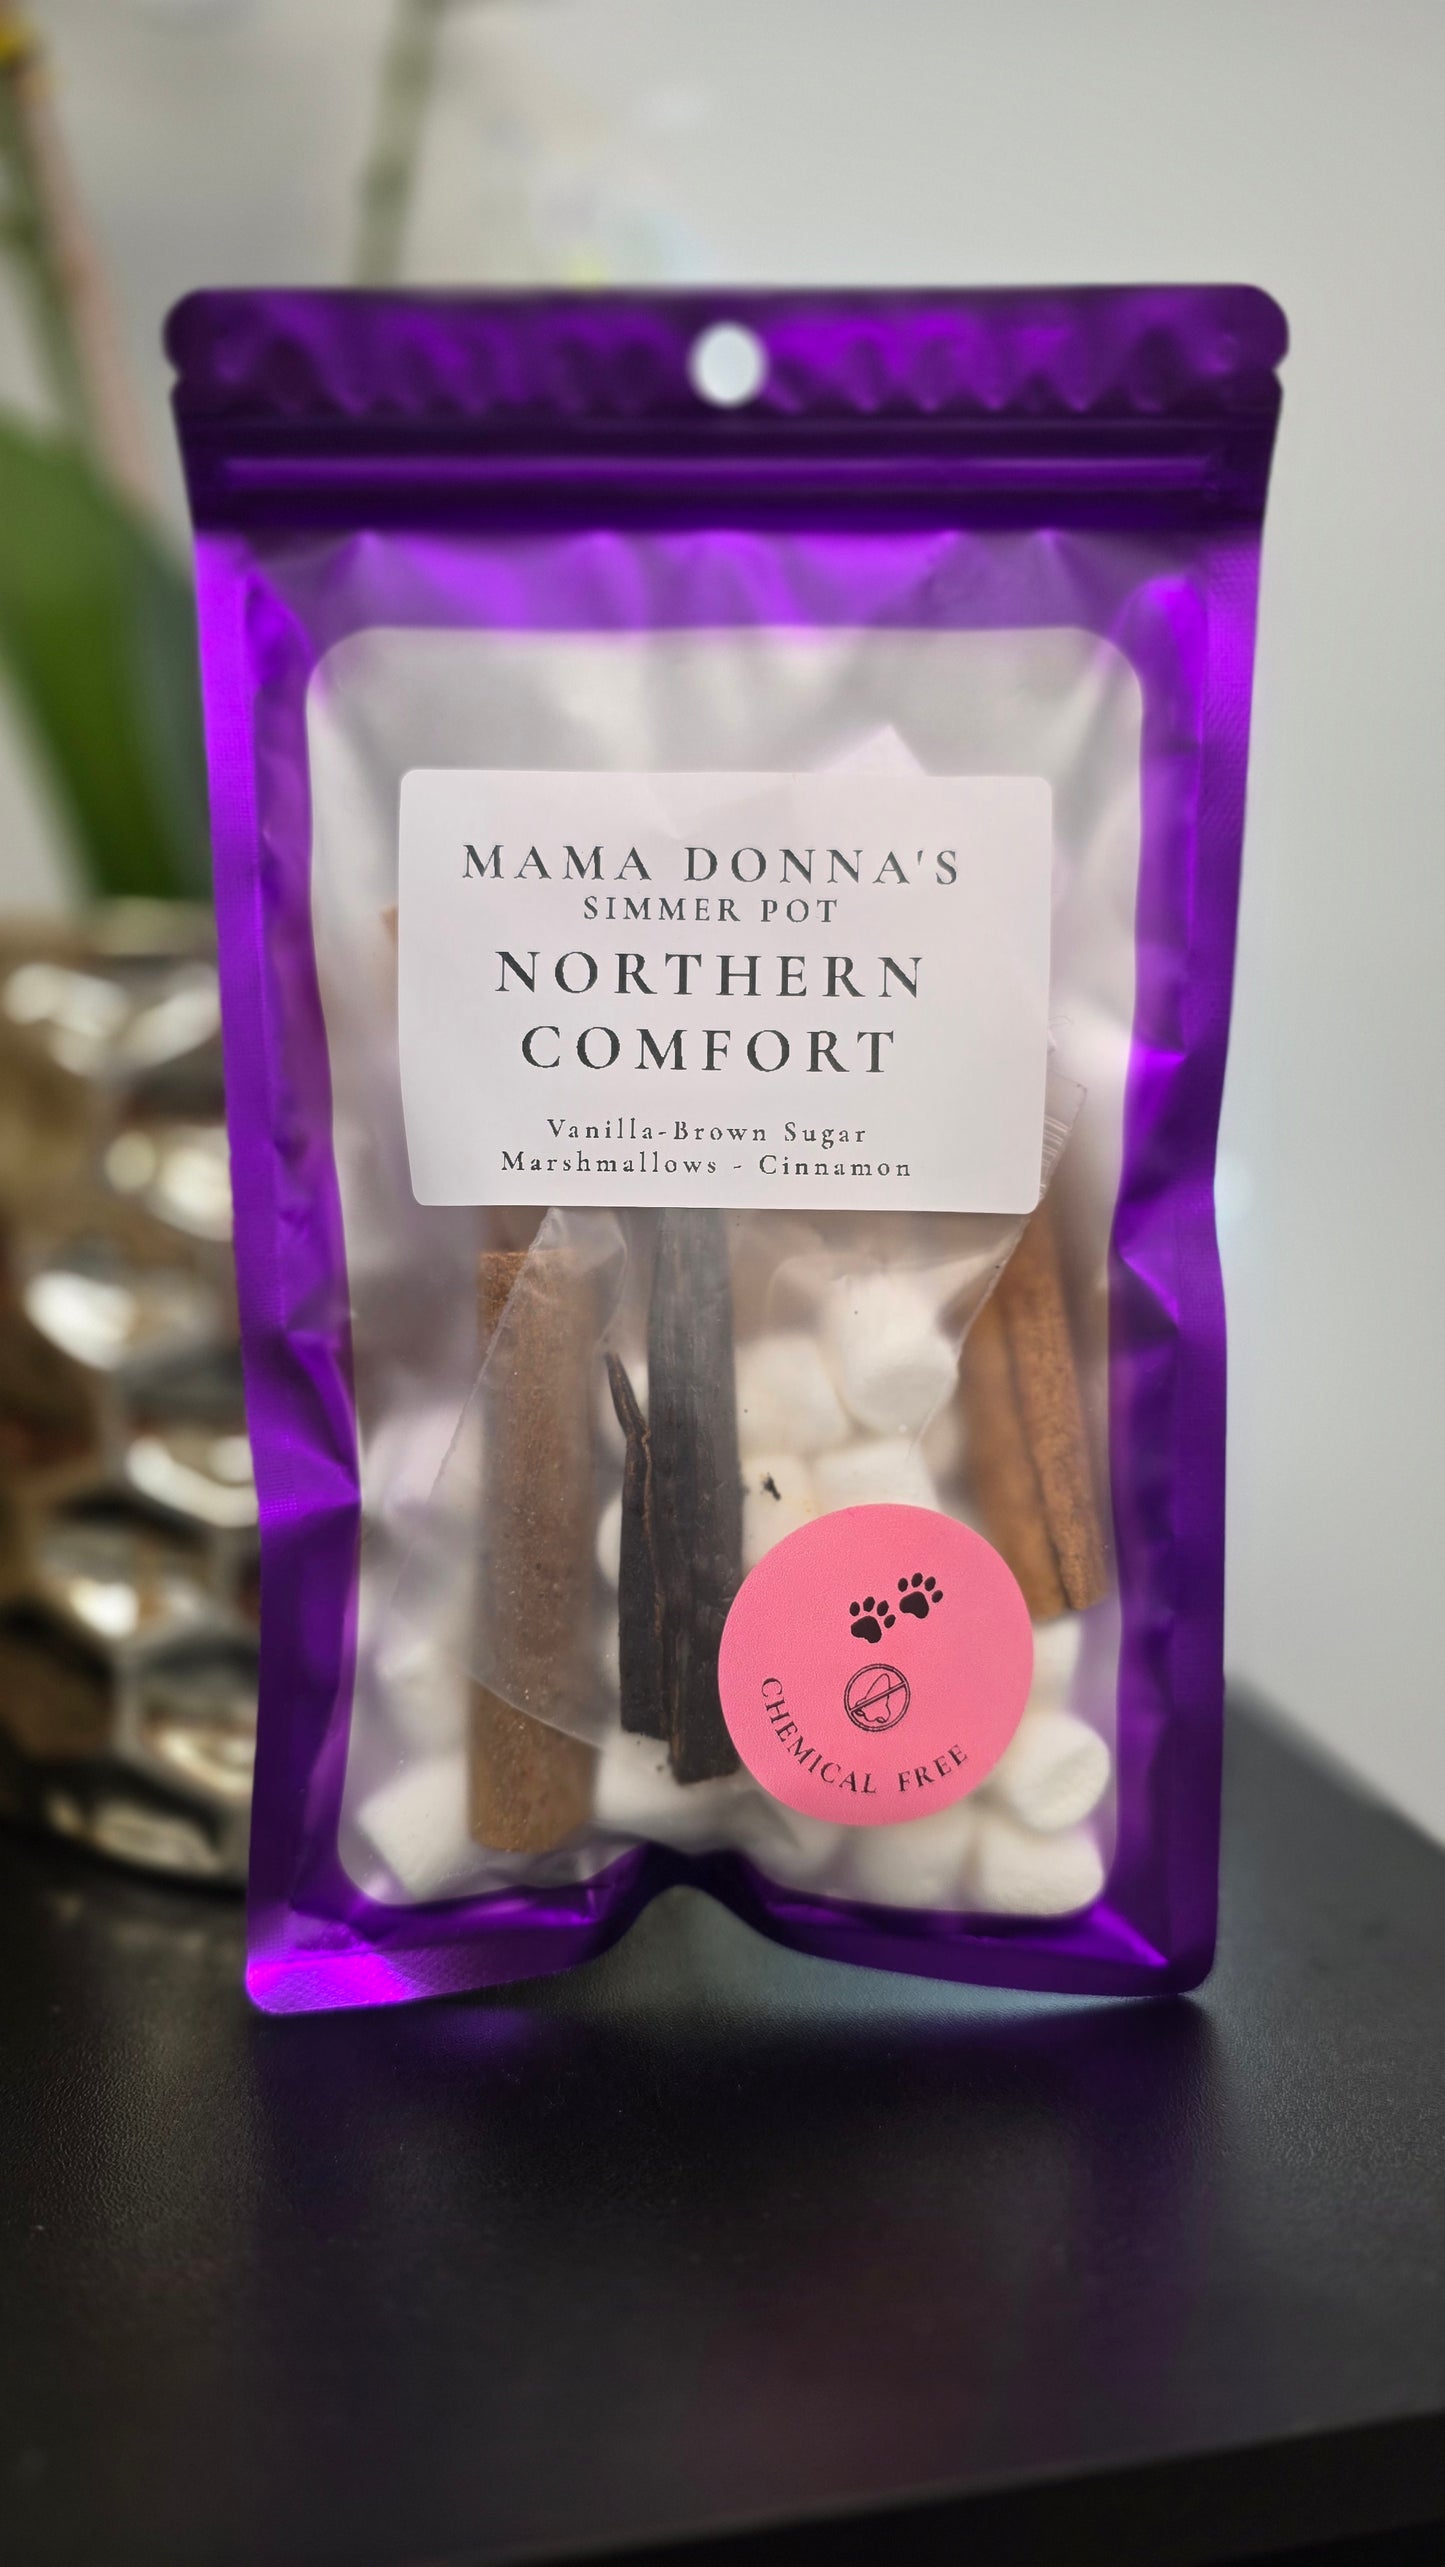 MAMA DONNA'S
SIMMER POT
NORTHERN
COMFORT
Vanilla-Brown Sugar
Marshmallows - Cinnamon
CHEMICAL FREE